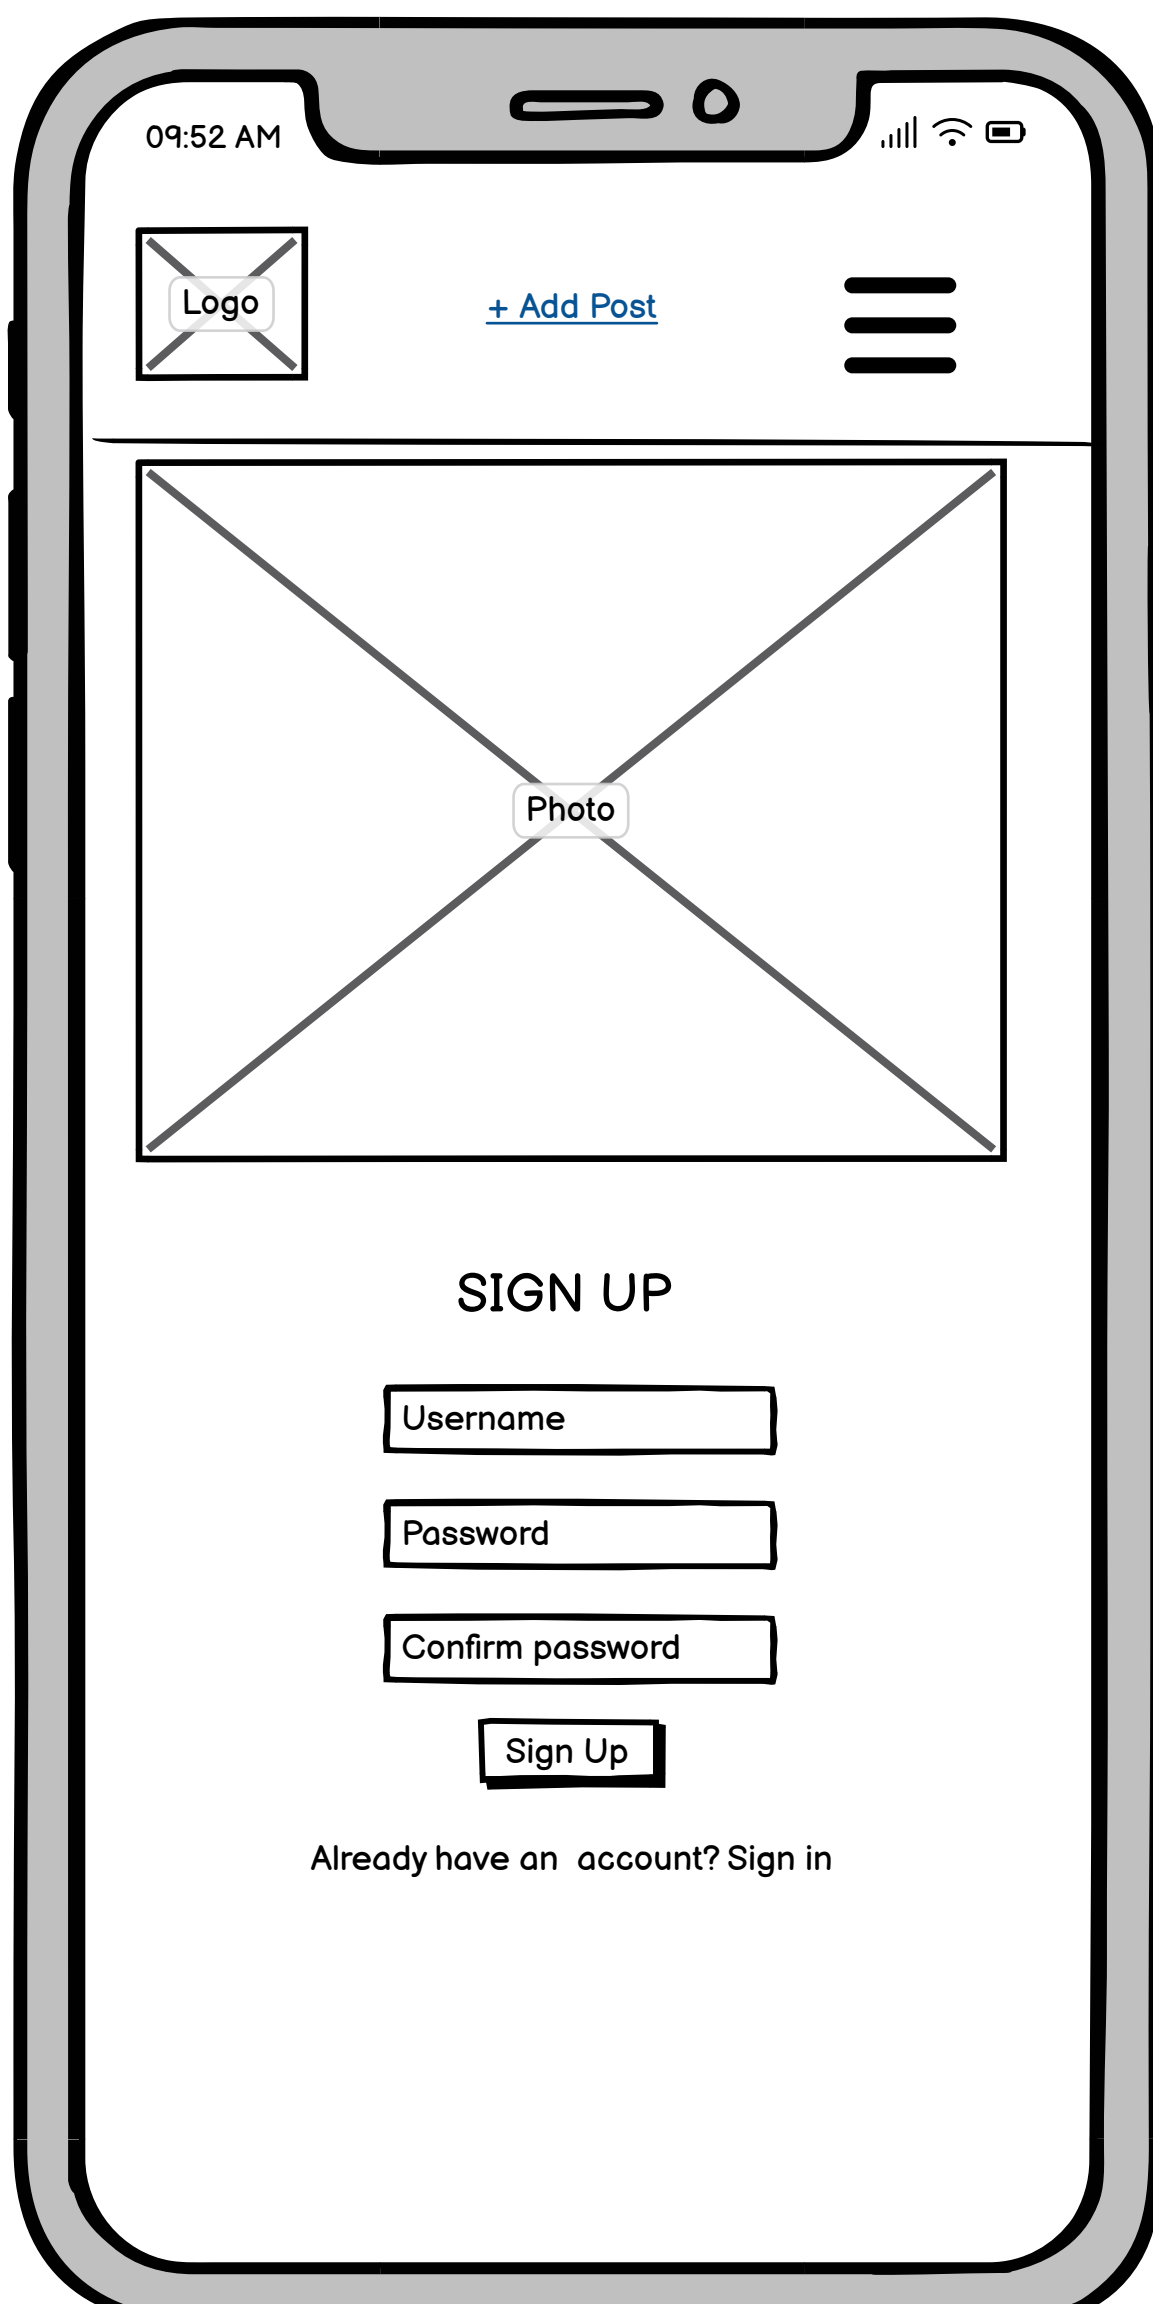 09:52 AM
Logo
+ Add Post
Photo
SIGN UP
Username
Password
Confirm password
Sign Up
Already have an  account? Sign in